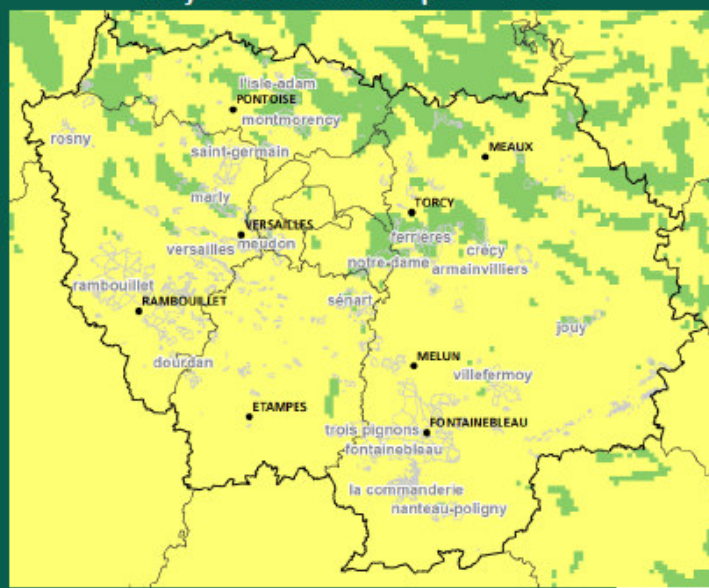 l'isle-adam
PONTOISE
montmorency
rosny
saint-germain
MEAUX
marly
TORCY
VERSAILLES
versailles meudon
ferrières
crécy
notre-dame
armainvilliers
rambouillet
RAMBOUILLET
sénart
jouy
dourdan
MELUN
villefermoy
ETAMPES
trois pignons
FONTAINEBLEAU
fontainebleau
la commanderie
nanteau-poligny